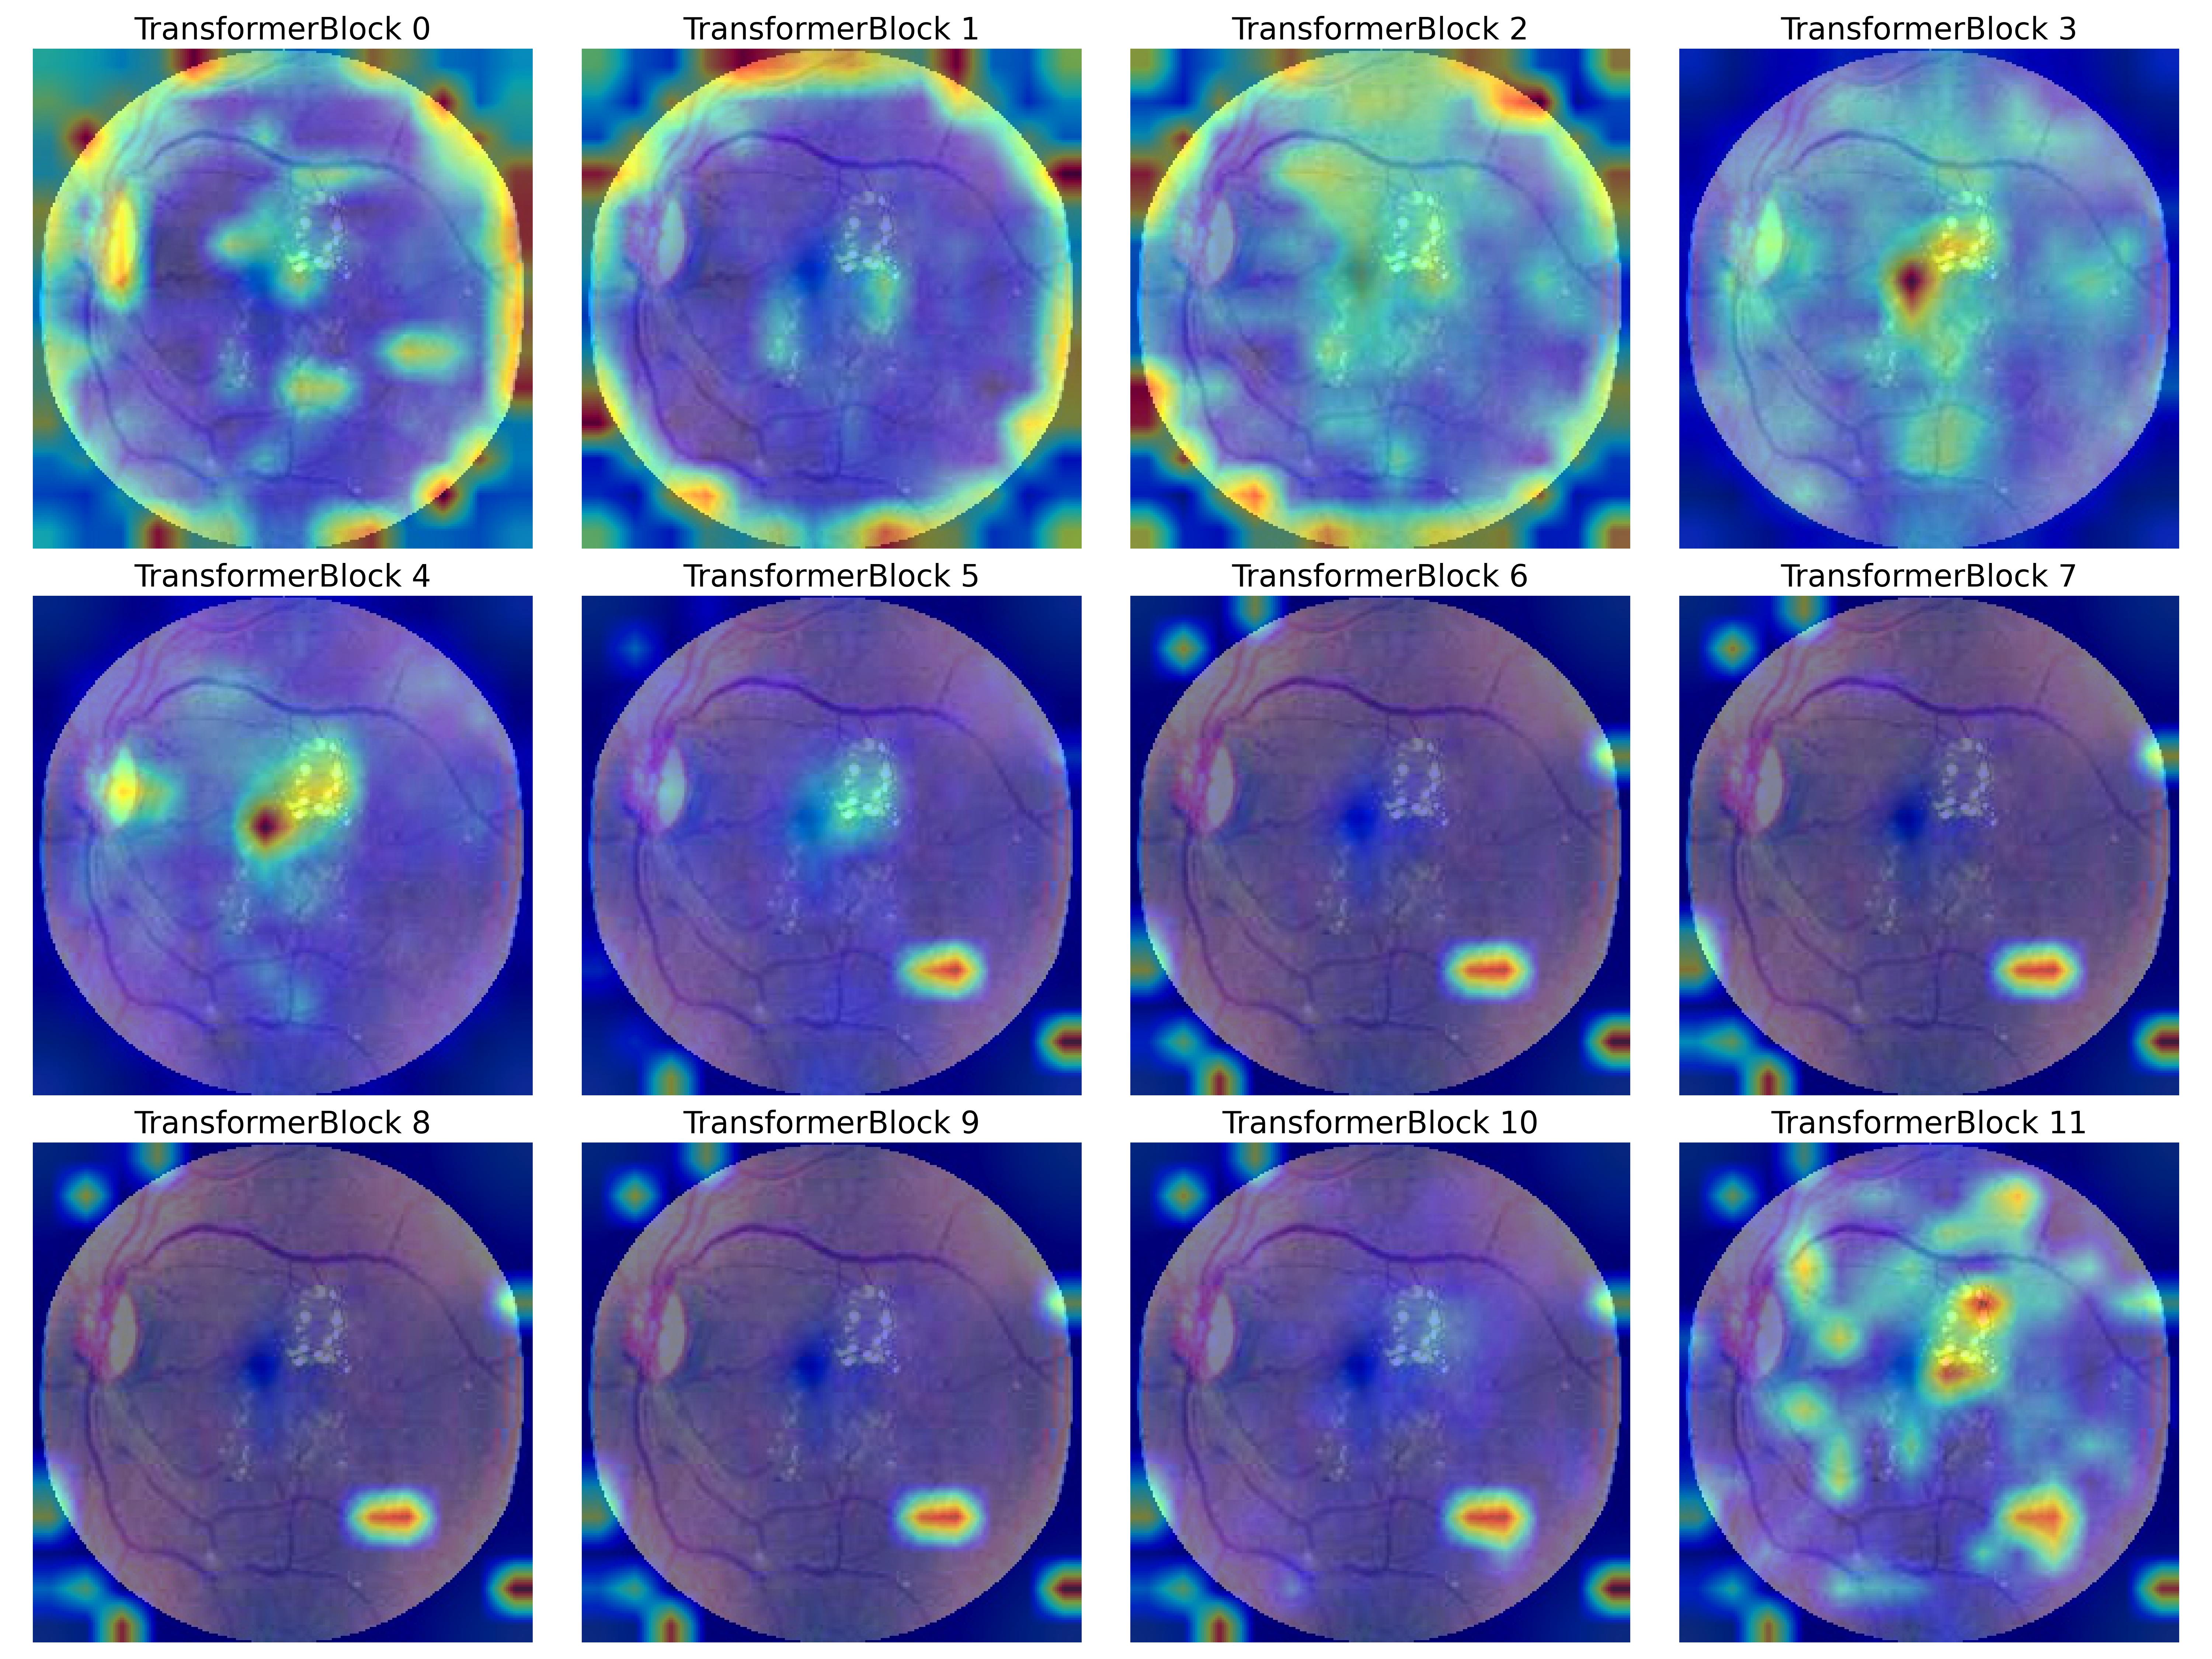 TransformerBlock 0
TransformerBlock 1
TransformerBlock 2
TransformerBlock 3
TransformerBlock 4
TransformerBlock 5
TransformerBlock 6
TransformerBlock 7
TransformerBlock 8
TransformerBlock 9
TransformerBlock 10
TransformerBlock 11